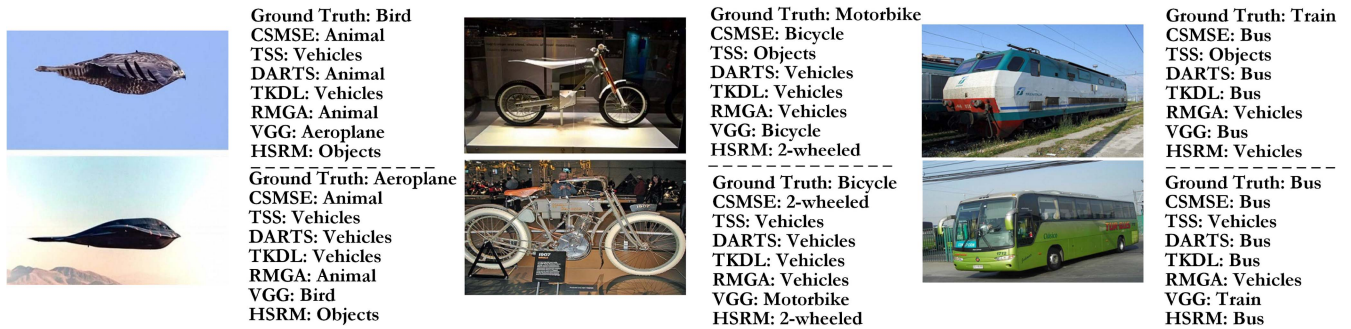 Ground Truth: Bird
CSMSE: Animal
TSS: Vehicles
DARTS: Animal
TKDL: Vehicles
RMGA: Animal
VGG: Aeroplane
HSRM: Objects
Ground Truth: Aeroplane
CSMSE: Animal
TSS: Vehicles
DARTS: Vehicles
TKDL: Vehicles
RMGA: Animal
VGG: Bird
HSRM: Objects
Ground Truth: Motorbike
CSMSE: Bicycle
TSS: Objects
DARTS: Vehicles
TKDL: Vehicles
RMGA: Vehicles
VGG: Bicycle
HSRM: 2-wheeled
1907
Ground Truth: Bicycle
CSMSE: 2-wheeled
TSS: Vehicles
DARTS: Vehicles
TKDL: Vehicles
RMGA: Vehicles
VGG: Motorbike
HSRM: 2-wheeled
Ground Truth: Train
CSMSE: Bus
TSS: Objects
DARTS: Bus
TKDL: Bus
RMGA: Vehicles
VGG: Bus
HSRM: Vehicles
Ground Truth: Bus
CSMSE: Bus
TSS: Vehicles
DARTS: Bus
TKDL: Bus
RMGA: Vehicles
VGG: Train
HSRM: Bus